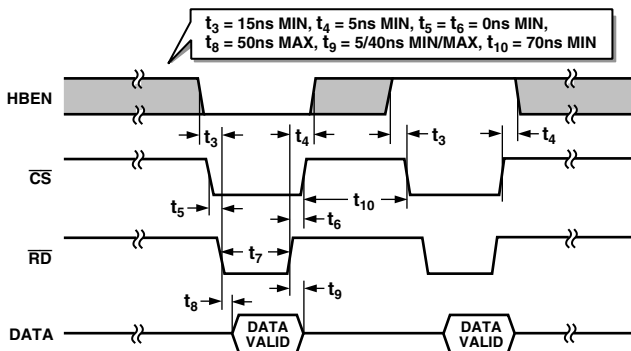 t3 = 15ns MIN, t4 = 5ns MIN, t5 = t6 = 0ns MIN,
t8 = 50ns MAX, t9 = 5/40ns MIN/MAX, t10 = 70ns MIN
HBEN
t3
t4
t3
t4
CS
t5
t10
t6
RD
t7
t8
t9
DATA
DATA
VALID
DATA
VALID